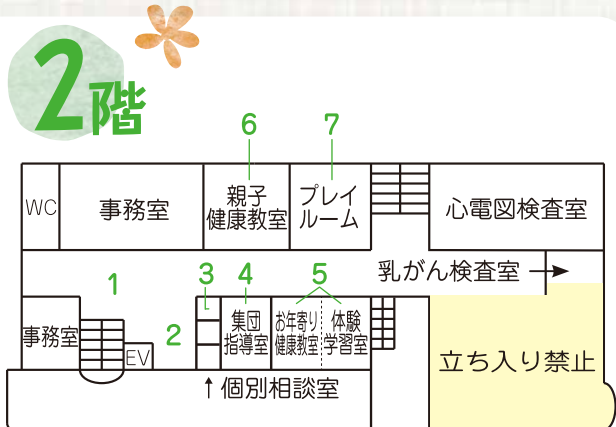 2階
6 7
WC
事務室
親子
健康教室
プレイ
ルーム
心電図検査室
乳がん検査室
1
2
3
4
5
事務室
EV
集団
指導室
お年寄り
健康教室
体験
学習室
個別相談室
立ち入り禁止